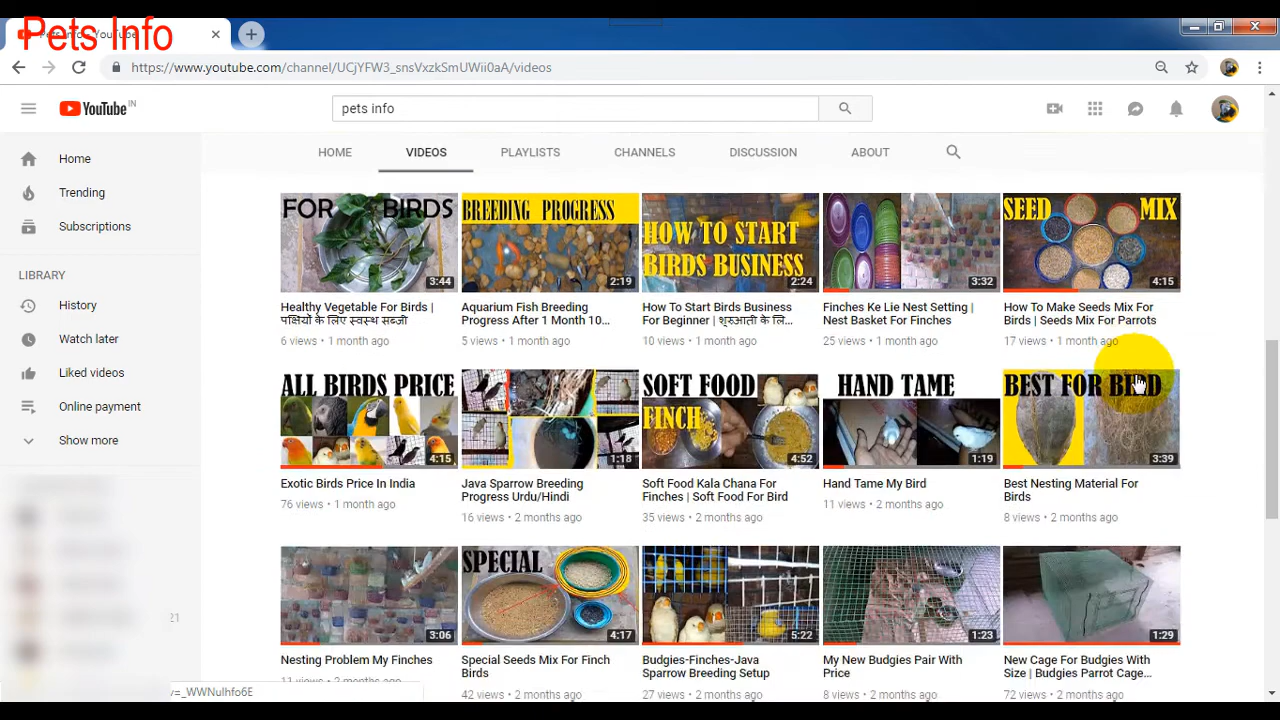 Pets Info
https://www.youtube.com/channel/UCjYFW3_snsVxzkSmUWii0aA/videos
YouTube IN
pets info
HOME VIDEOS PLAYLISTS CHANNELS DISCUSSION ABOUT
Home
Trending
Subscriptions
LIBRARY
History
Watch later
Liked videos
Online payment
Show more
21
FOR BIRDS
3:44
BREEDING PROGRESS
2:19
HOW TO START
BIRDS BUSINESS
2:24
3:32
SEED MIX
4:15
Healthy Vegetable For Birds |
पक्षियों के लिए स्वस्थ सब्जी
6 views • 1 month ago
Aquarium Fish Breeding
Progress After 1 Month 10...
5 views • 1 month ago
How To Start Birds Business
For Beginner | शुरुआती के लि...
10 views • 1 month ago
Finches Ke Lie Nest Setting |
Nest Basket For Finches
25 views • 1 month ago
How To Make Seeds Mix For
Birds | Seeds Mix For Parrots
17 views • 1 month ago
ALL BIRDS PRICE
4:15
1:18
SOFT FOOD
FINCH
4:52
HAND TAME
1:19
BEST FOR BIRD
3:39
Exotic Birds Price In India
76 views • 1 month ago
Java Sparrow Breeding
Progress Urdu/Hindi
16 views • 2 months ago
Soft Food Kala Chana For
Finches | Soft Food For Bird
35 views • 2 months ago
Hand Tame My Bird
11 views • 2 months ago
Best Nesting Material For
Birds
8 views • 2 months ago
3:06
SPECIAL
4:17
5:22
1:23
1:29
Nesting Problem My Finches
11 views • 2 months ago
Special Seeds Mix For Finch
Birds
42 views • 2 months ago
Budgies-Finches-Java
Sparrow Breeding Setup
27 views • 2 months ago
My New Budgies Pair With
Price
8 views • 2 months ago
New Cage For Budgies With
Size | Budgies Parrot Cage...
72 views • 2 months ago